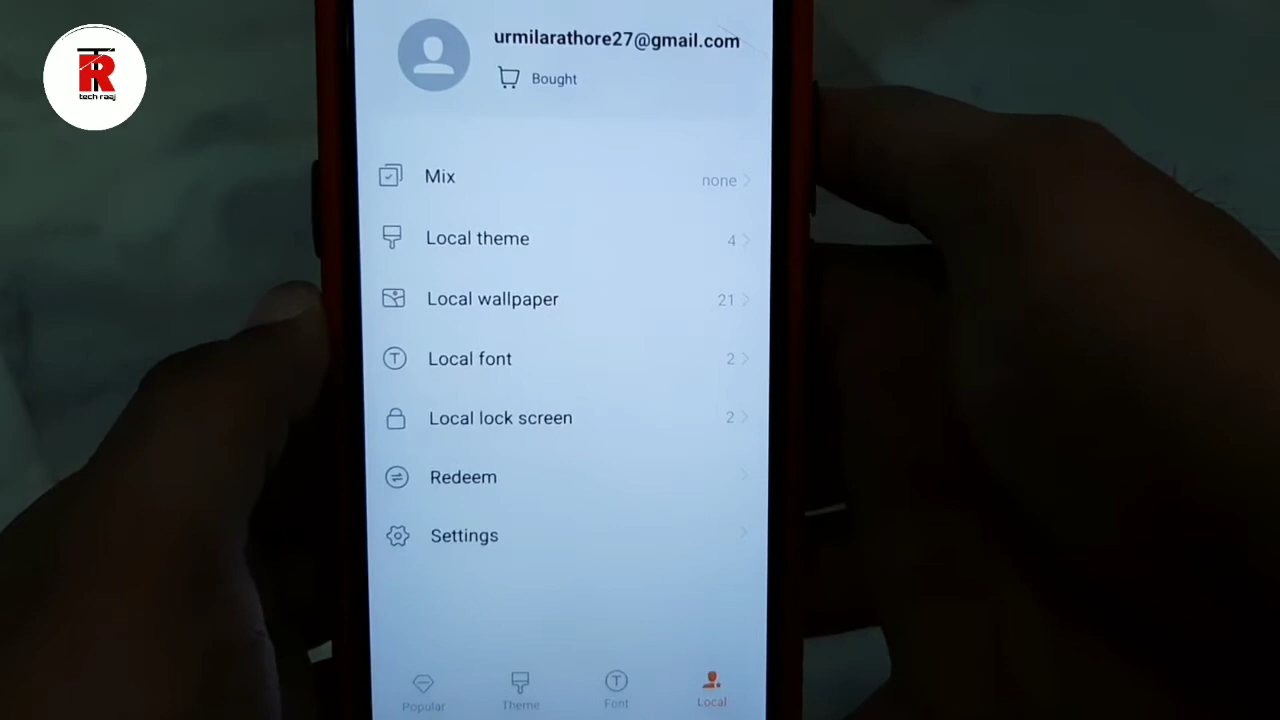 TR
tech raaj
urmilarathore27@gmail.com
Bought
Mix none
Local theme 4
Local wallpaper 21
Local font 2
Local lock screen 2
Redeem
Settings
Popular Theme Font Local